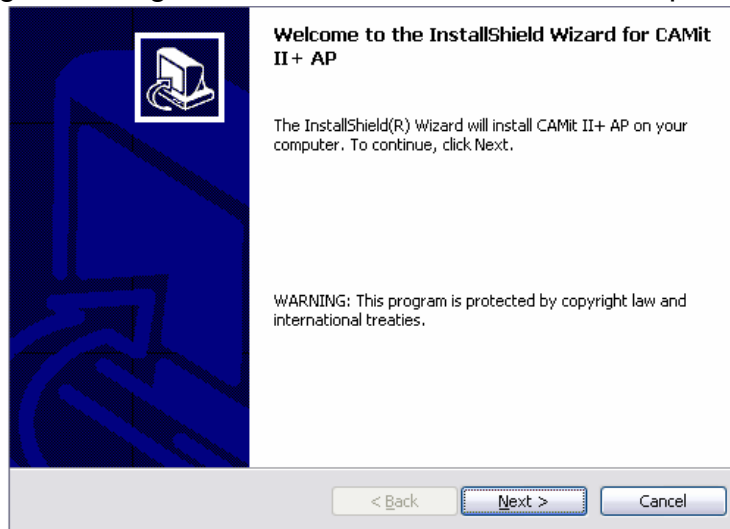 Welcome to the InstallShield Wizard for CAMit
II+ AP
The InstallShield(R) Wizard will install CAMit II+ AP on your
computer. To continue, click Next.
WARNING: This program is protected by copyright law and
international treaties.
< Back
Next >
Cancel